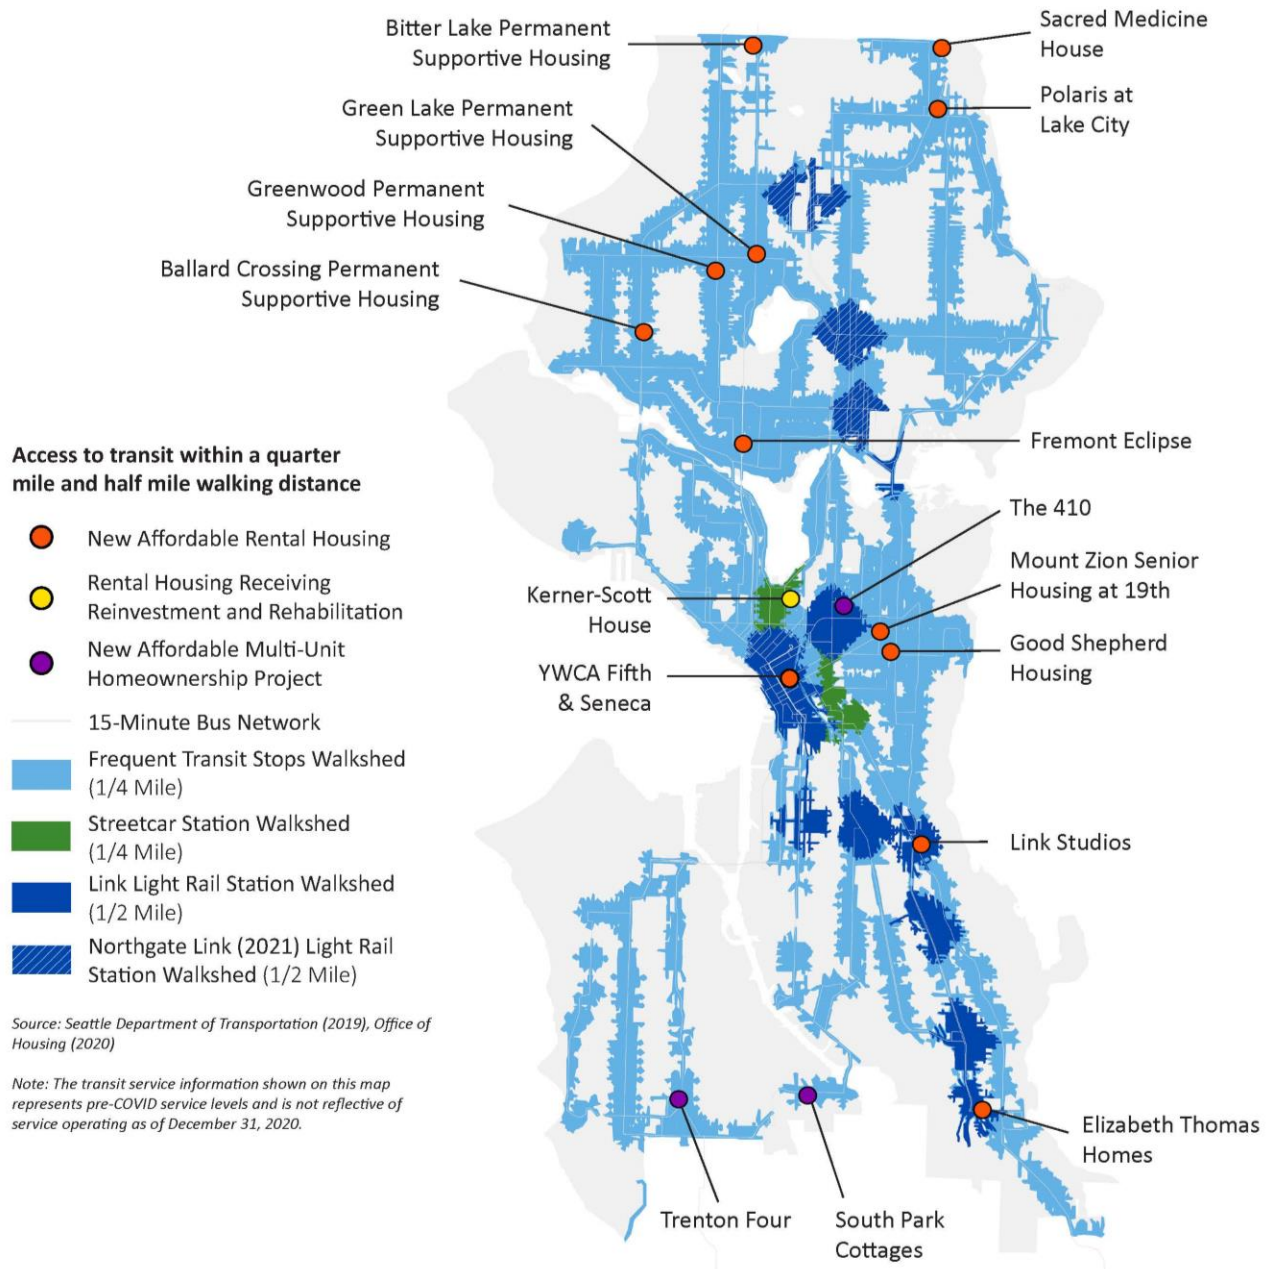 Bitter Lake Permanent
Supportive Housing
Sacred Medicine
House
Green Lake Permanent
Supportive Housing
Polaris at
Lake City
Greenwood Permanent
Supportive Housing
Ballard Crossing Permanent
Supportive Housing
Fremont Eclipse
Access to transit within a quarter
mile and half mile walking distance
New Affordable Rental Housing
Rental Housing Receiving
Reinvestment and Rehabilitation
New Affordable Multi-Unit
Homeownership Project
15-Minute Bus Network
Frequent Transit Stops Walkshed
(1/4 Mile)
Streetcar Station Walkshed
(1/4 Mile)
Link Light Rail Station Walkshed
(1/2 Mile)
Northgate Link (2021) Light Rail
Station Walkshed (1/2 Mile)
Source: Seattle Department of Transportation (2019), Office of
Housing (2020)
Note: The transit service information shown on this map
represents pre-COVID service levels and is not reflective of
service operating as of December 31, 2020.
The 410
Mount Zion Senior
Housing at 19th
Kerner-Scott
House
Good Shepherd
Housing
YWCA Fifth
& Seneca
Link Studios
Elizabeth Thomas
Homes
Trenton Four
South Park
Cottages